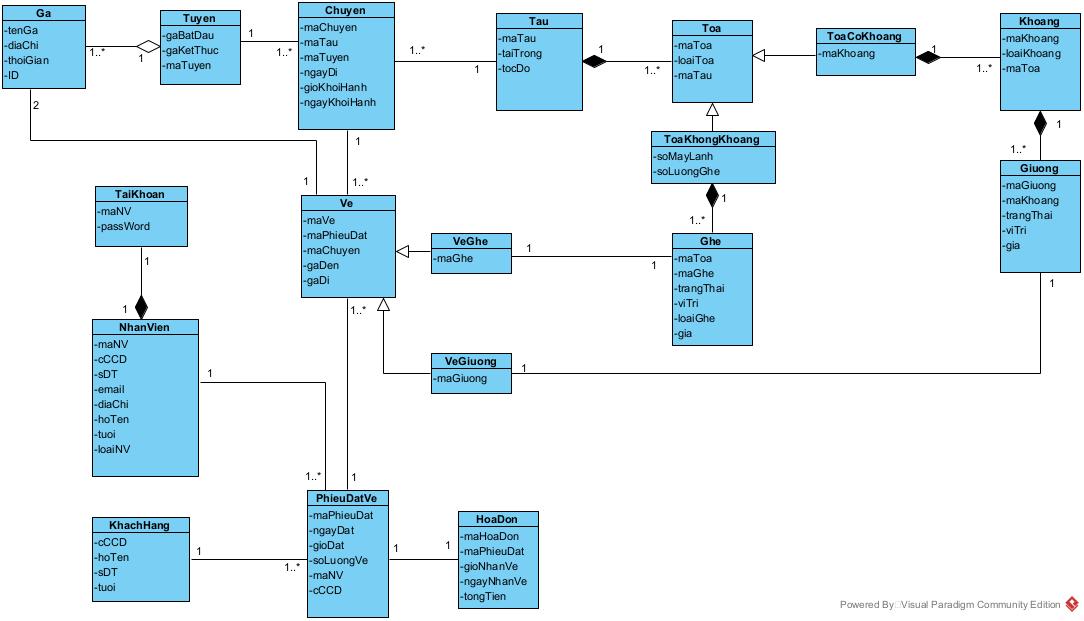 Ga
-tenGa
-diaChi
-thoiGian
-ID
1..*
1
2
Tuyen
-gaBatDau
-gaKetThuc
-maTuyen
1
1..*
Chuyen
-maChuyen
-maTau
-maTuyen
-ngayDi
-gioKhoiHanh
-ngayKhoiHanh
1..*
1
Tau
-maTau
-taiTrong
-tocDo
1
1..*
Toa
-maToa
-loaiToa
-maTau
ToaCoKhoang
-maKhoang
1
1..*
Khoang
-maKhoang
-loaiKhoang
-maToa
1
1..*
ToaKhongKhoang
-soMayLanh
-soLuongGhe
1
1..*
Giuong
-maGiuong
-maKhoang
-trangThai
-viTri
-gia
1
1
1..*
1
TaiKhoan
-maNV
-passWord
1
1
Ve
-maVe
-maPhieuDat
-maChuyen
-gaDen
-gaDi
1..*
VeGhe
-maGhe
1
1
Ghe
-maToa
-maGhe
-trangThai
-viTri
-loaiGhe
-gia
VeGiuong
-maGiuong
1
NhanVien
-maNV
-cCCD
-sDT
-email
-diaChi
-hoTen
-tuoi
-loaiNV
1
1..*
1
PhieuDatVe
-maPhieuDat
-ngayDat
-gioDat
-soLuongVe
-maNV
-cCCD
KhachHang
-cCCD
-hoTen
-sDT
-tuoi
1
1..*
1
1
HoaDon
-maHoaDon
-maPhieuDat
-gioNhanVe
-ngayNhanVe
-tongTien
Powered By Visual Paradigm Community Edition